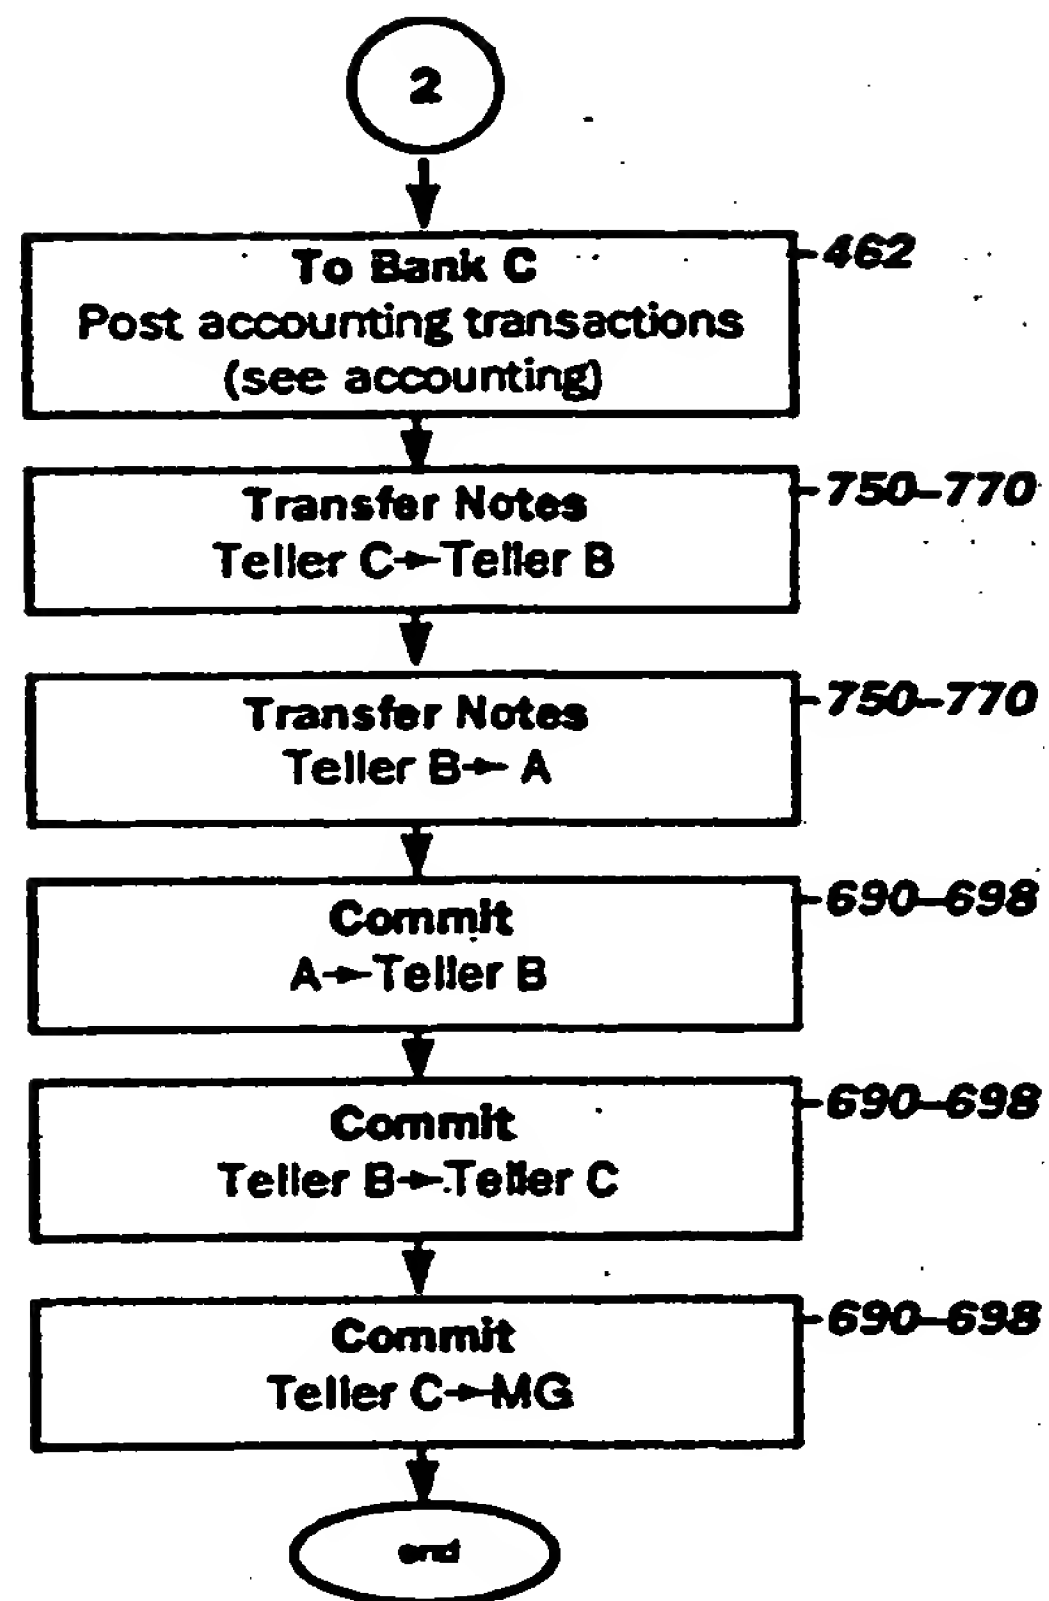 2
To Bank C
462
Post accounting transactions
(see accounting)
Transfer Notes
750–770
Teller C→Teller B
Transfer Notes
750–770
Teller B→ A
Commit
690–698
A→Teller B
Commit
690–698
Teller B→Teller C
Commit
690–698
Teller C→MG
end